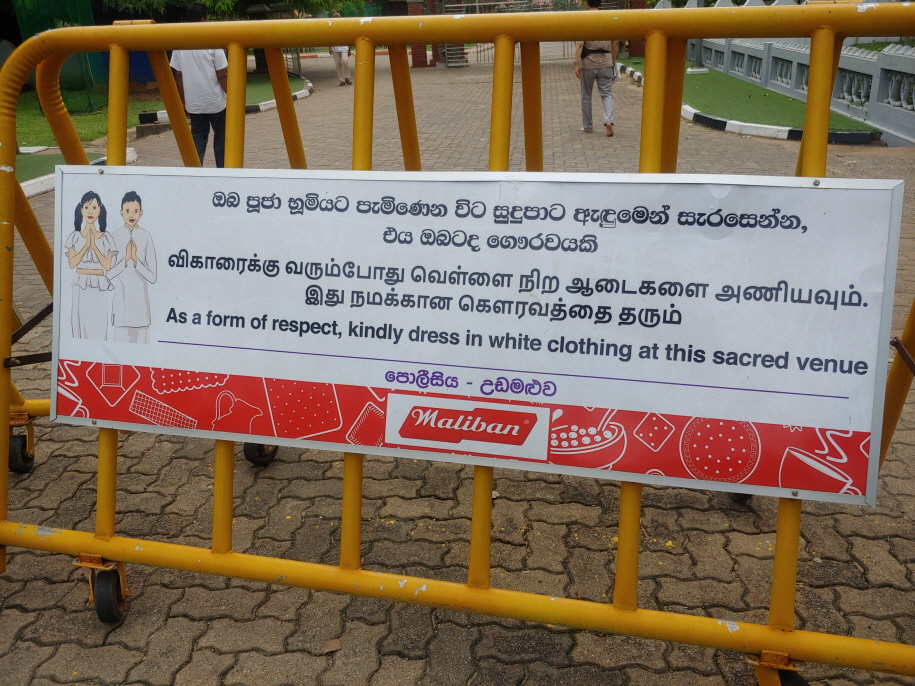 ඔබ පූජා භූමියට පැමිණෙන විට සුදුපාට ඇඳුමෙන් සැරසෙන්න,
එය ඔබටද ගෞරවයකි
விகாரைக்கு வரும்போது வெள்ளை நிற ஆடைகளை அணியவும்.
இது நமக்கான கௌரவத்தை தரும்
As a form of respect, kindly dress in white clothing at this sacred venue
පොලීසිය - උඩමළුව
Maliban